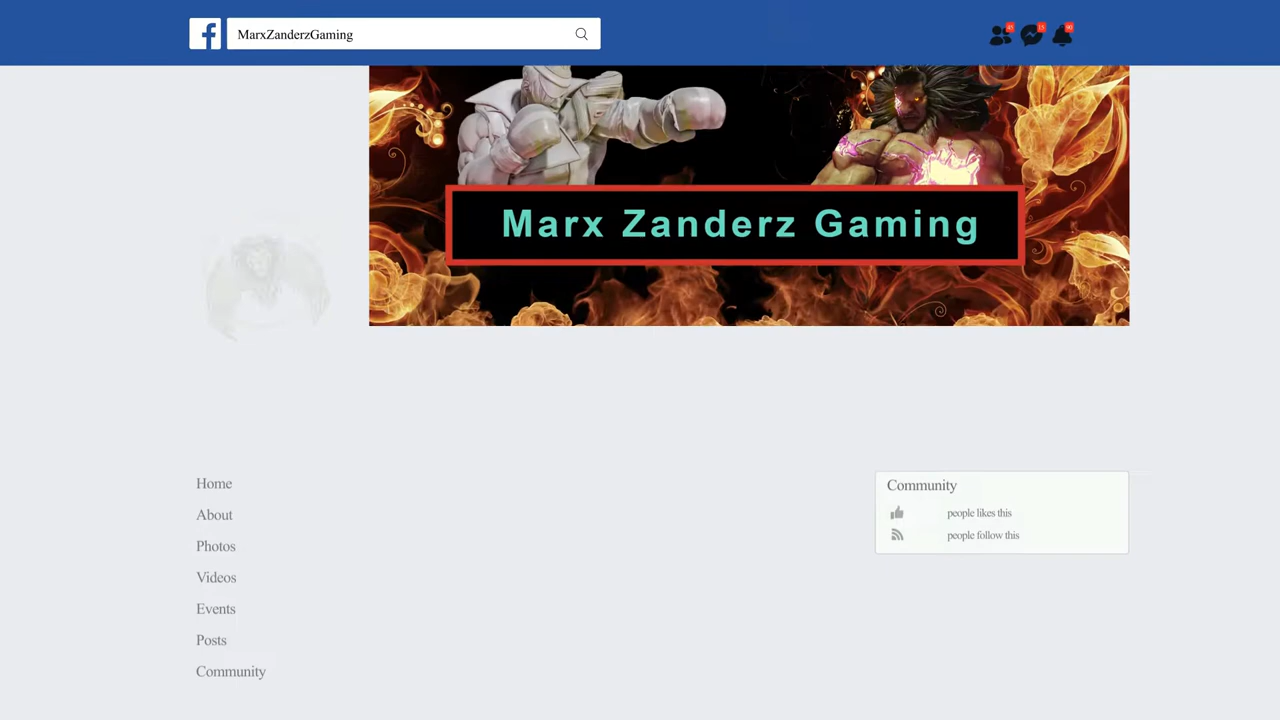 MarxZanderzGaming
Marx Zanderz Gaming
Home
About
Photos
Videos
Events
Posts
Community
Community
people likes this
people follow this